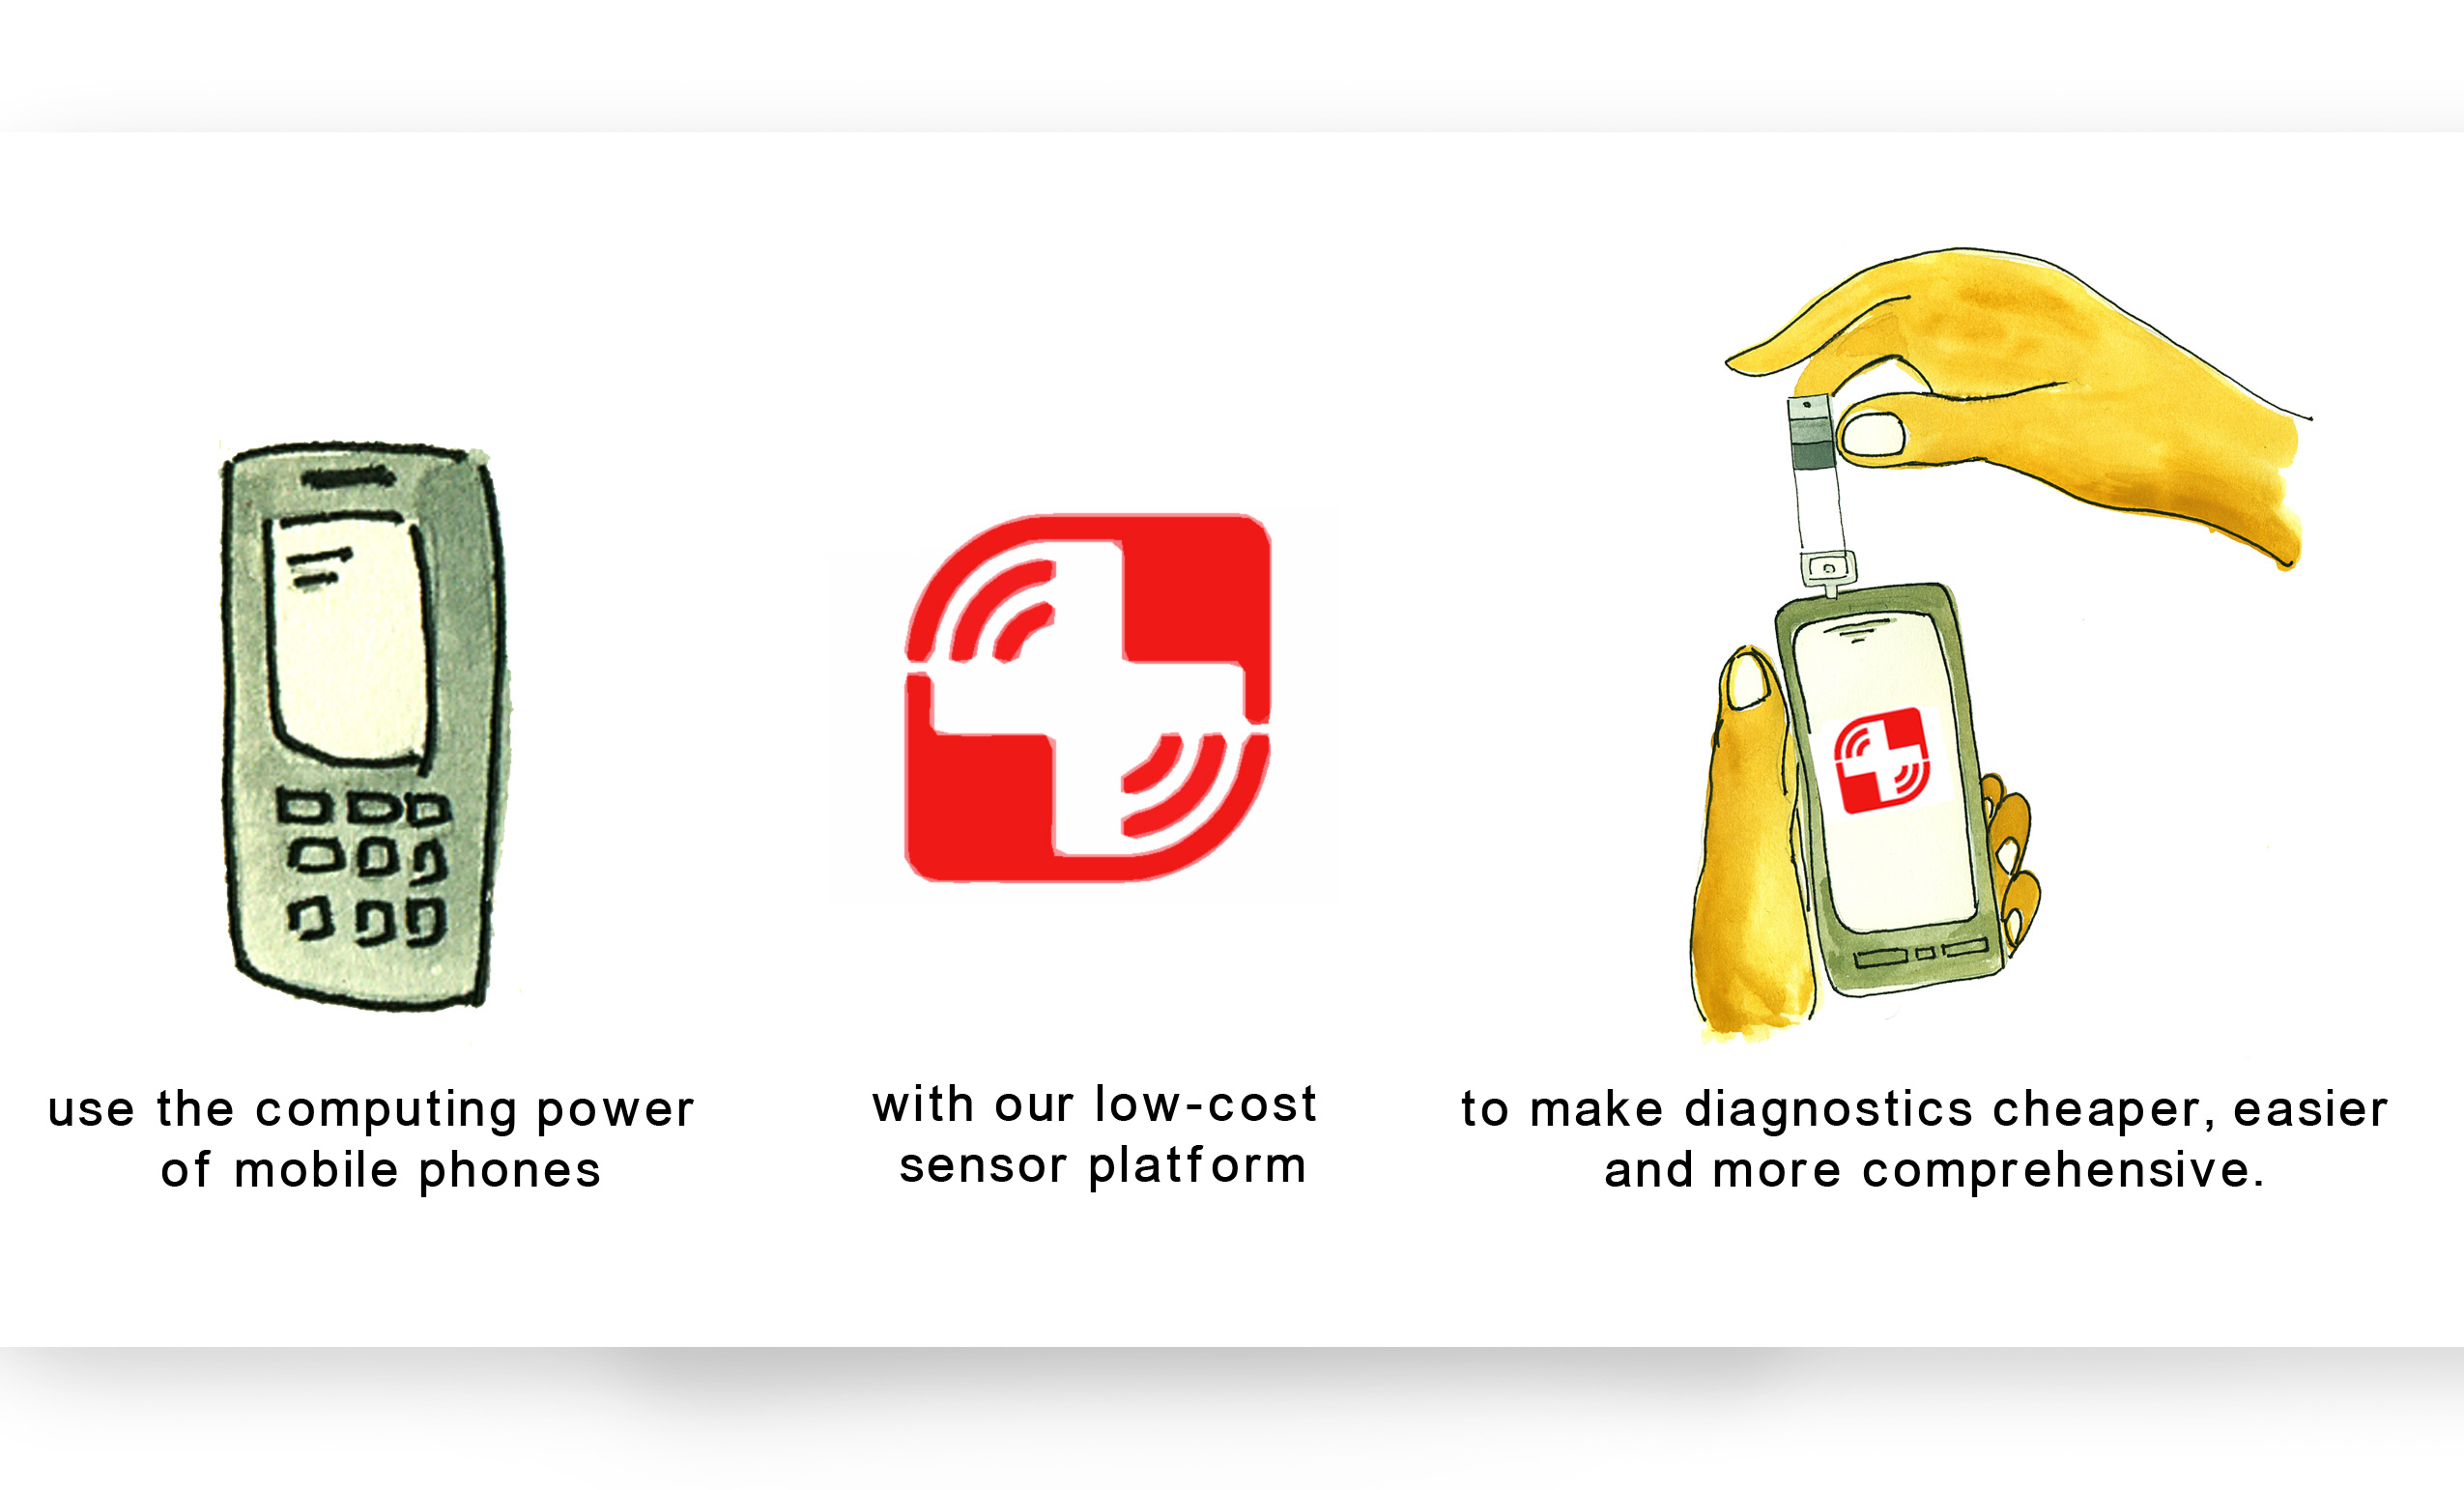 use the computing power
of mobile phones
with our low-cost
sensor platform
to make diagnostics cheaper, easier
and more comprehensive.